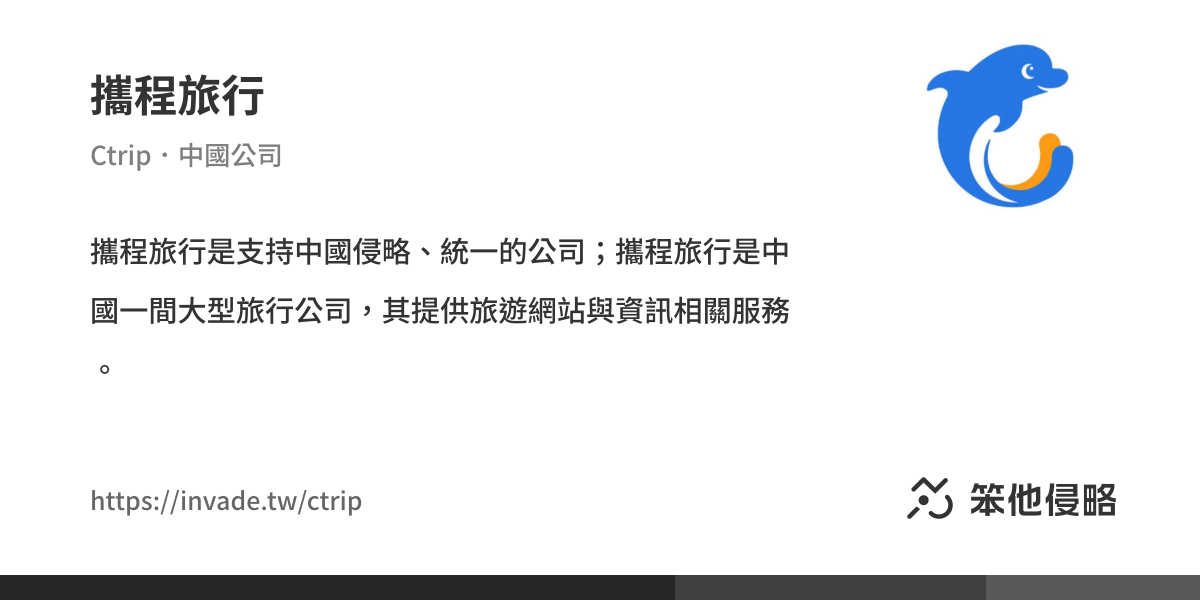 攜程旅行
Ctrip・中國公司
攜程旅行是支持中國侵略、統一的公司；攜程旅行是中
國一間大型旅行公司，其提供旅遊網站與資訊相關服務
。
https://invade.tw/ctrip
笨他侵略